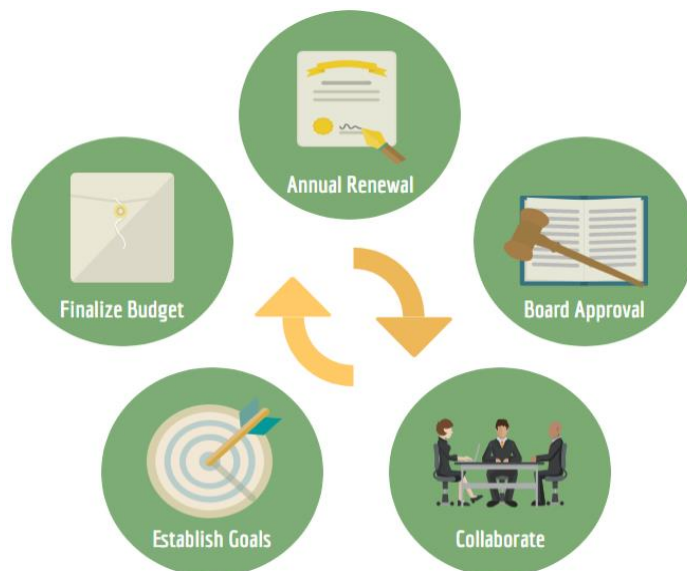 Annual Renewal
Finalize Budget
Board Approval
Establish Goals
Collaborate